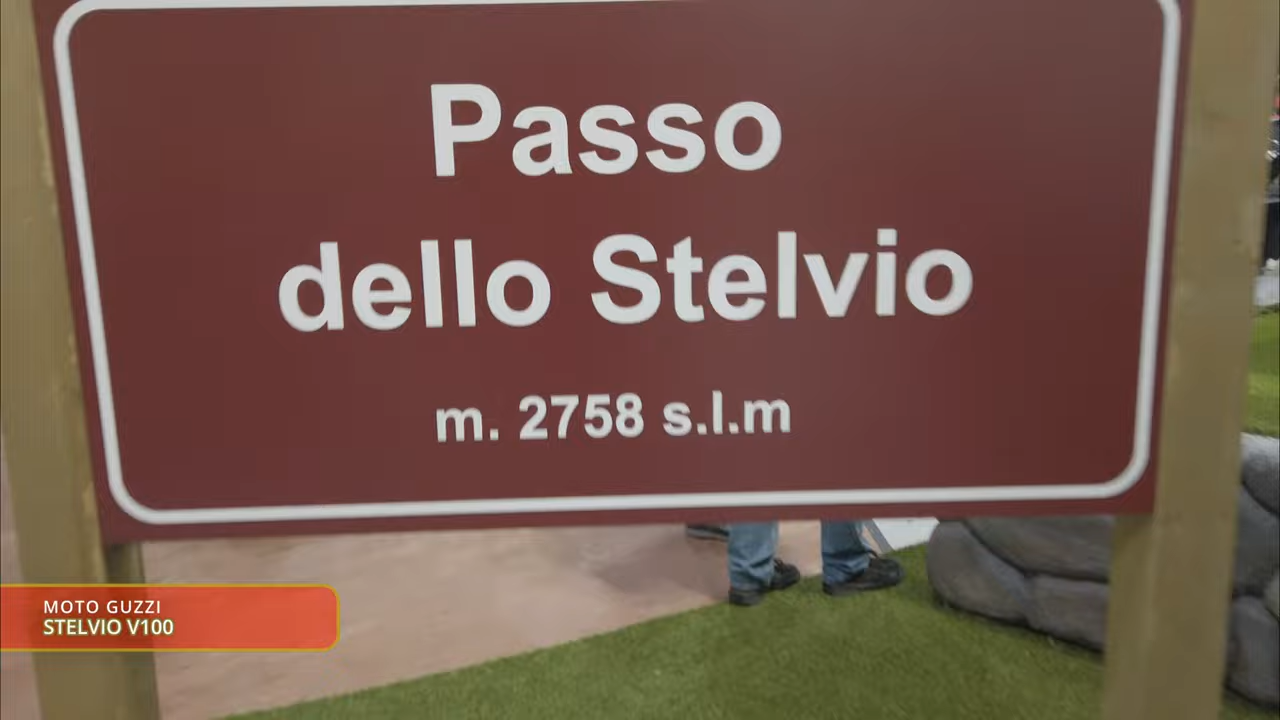 Passo
dello Stelvio
m. 2758 s.l.m
MOTO GUZZI
STELVIO V100